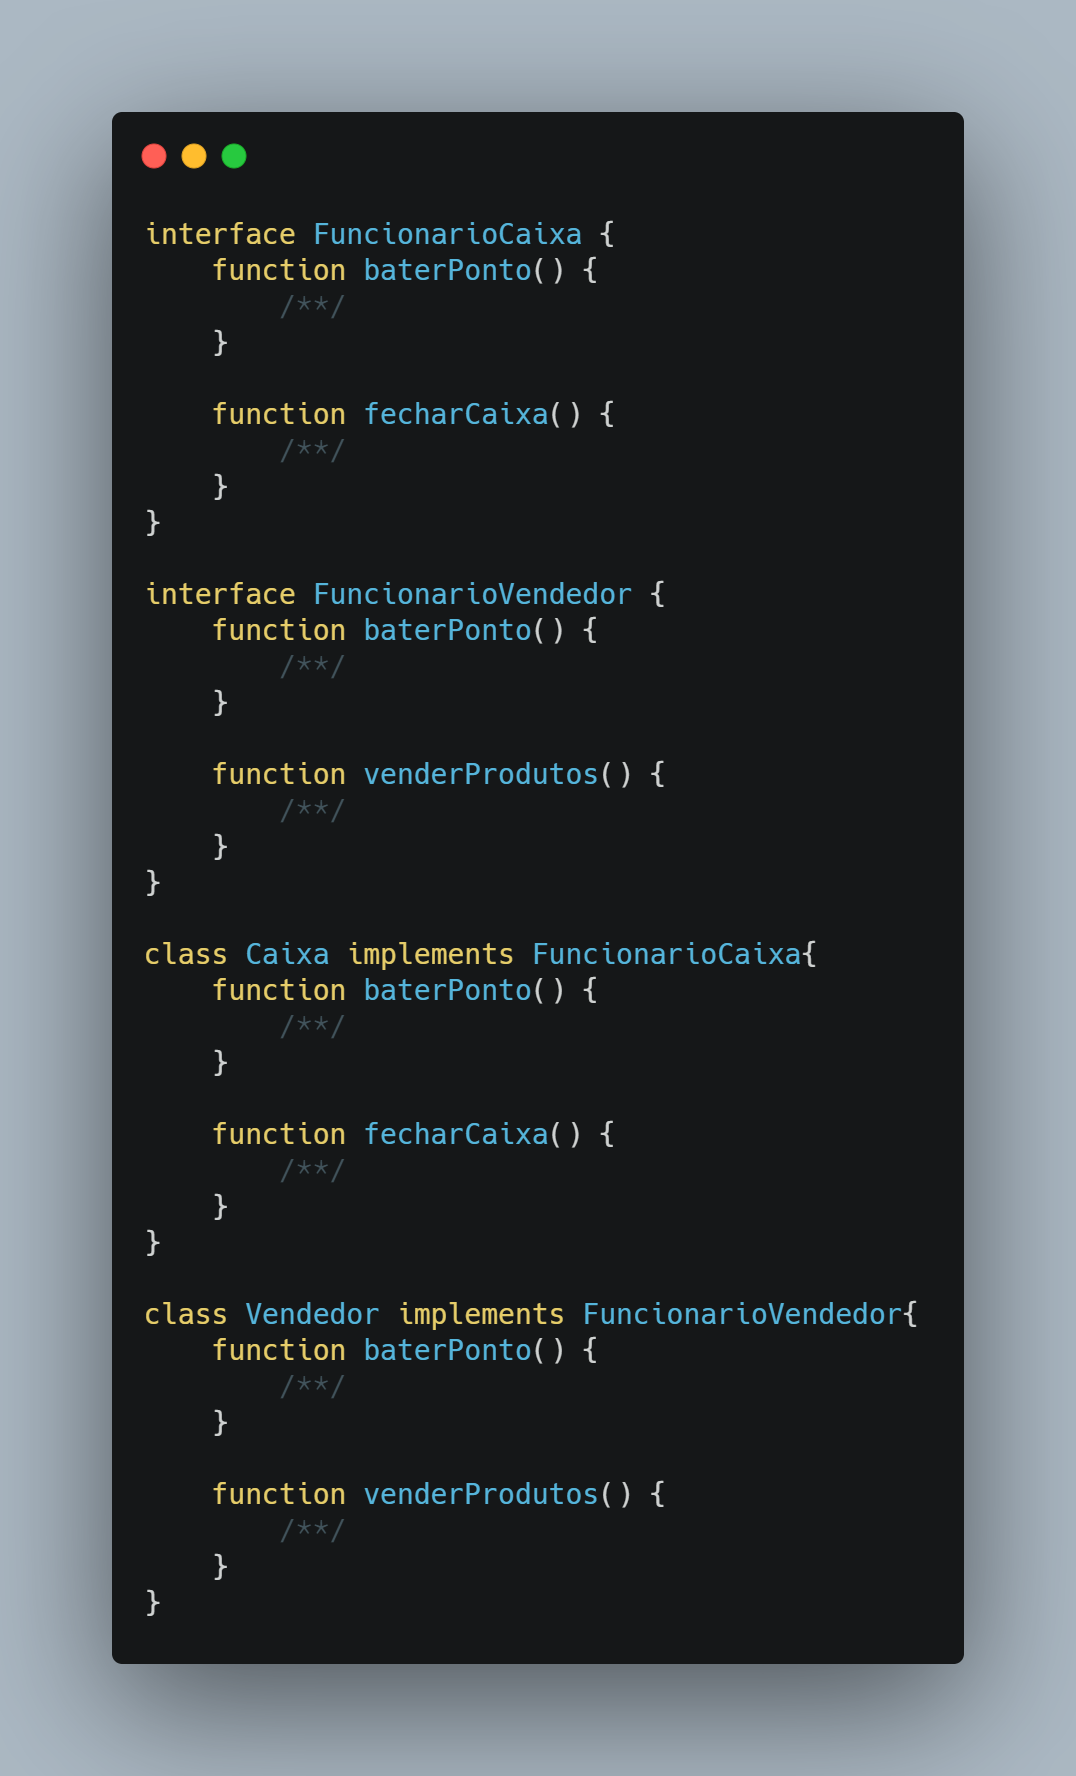 interface FuncionarioCaixa {
    function baterPonto() {
        /**/
    }

    function fecharCaixa() {
        /**/
    }
}

interface FuncionarioVendedor {
    function baterPonto() {
        /**/
    }

    function venderProdutos() {
        /**/
    }
}

class Caixa implements FuncionarioCaixa{
    function baterPonto() {
        /**/
    }

    function fecharCaixa() {
        /**/
    }
}

class Vendedor implements FuncionarioVendedor{
    function baterPonto() {
        /**/
    }

    function venderProdutos() {
        /**/
    }
}